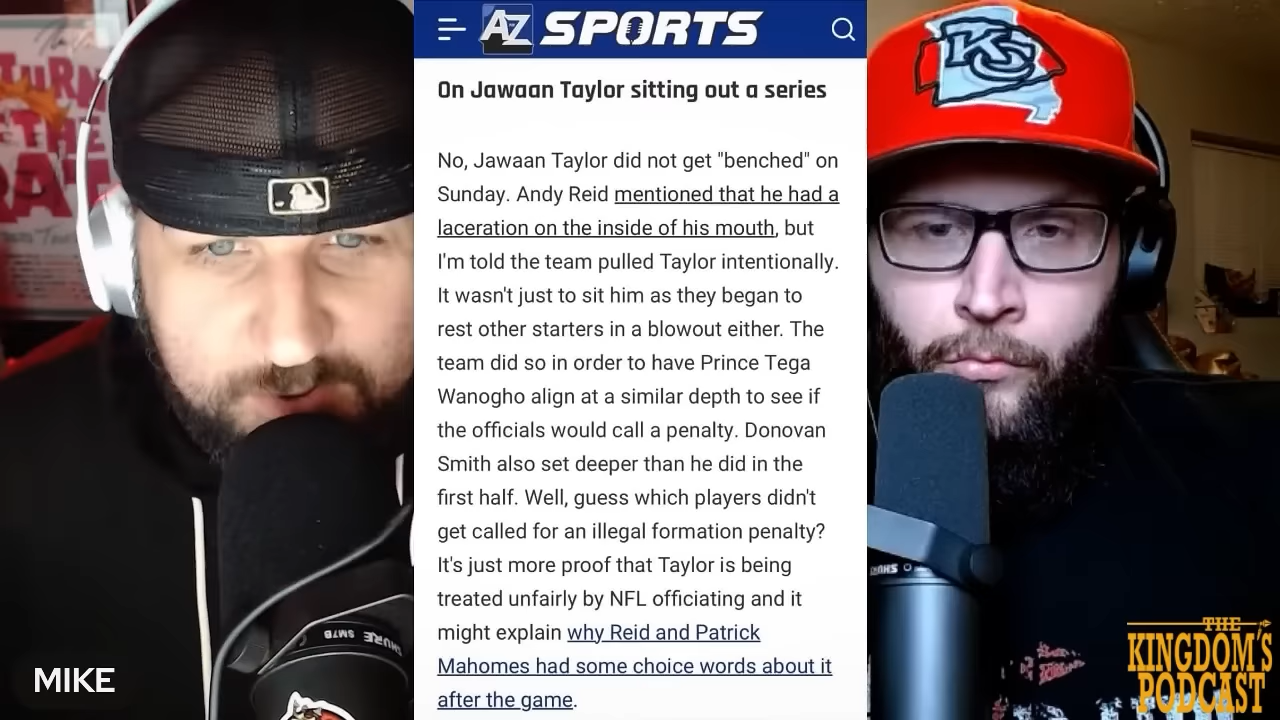 AZ SPORTS
On Jawaan Taylor sitting out a series
No, Jawaan Taylor did not get "benched" on
Sunday. Andy Reid mentioned that he had a
laceration on the inside of his mouth, but
I'm told the team pulled Taylor intentionally.
It wasn't just to sit him as they began to
rest other starters in a blowout either. The
team did so in order to have Prince Tega
Wanogho align at a similar depth to see if
the officials would call a penalty. Donovan
Smith also set deeper than he did in the
first half. Well, guess which players didn't
get called for an illegal formation penalty?
It's just more proof that Taylor is being
treated unfairly by NFL officiating and it
might explain why Reid and Patrick
Mahomes had some choice words about it
after the game.
KC
SHURE SM7B
MIKE
THE
KINGDOM'S
PODCAST